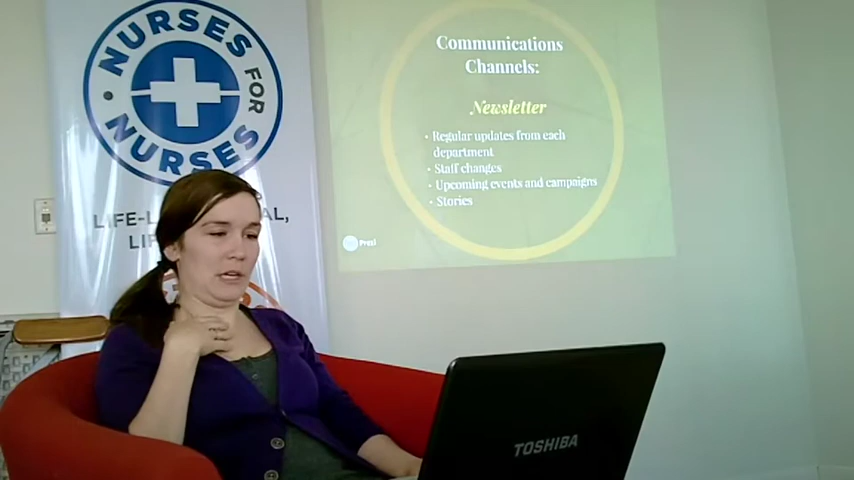 NURSES
FOR
NURSES
LIFE-L AL,
LI
Communications
Channels:
Newsletter
• Regular updates from each
department
• Staff changes
• Upcoming events and campaigns
• Stories
Prezi
TOSHIBA